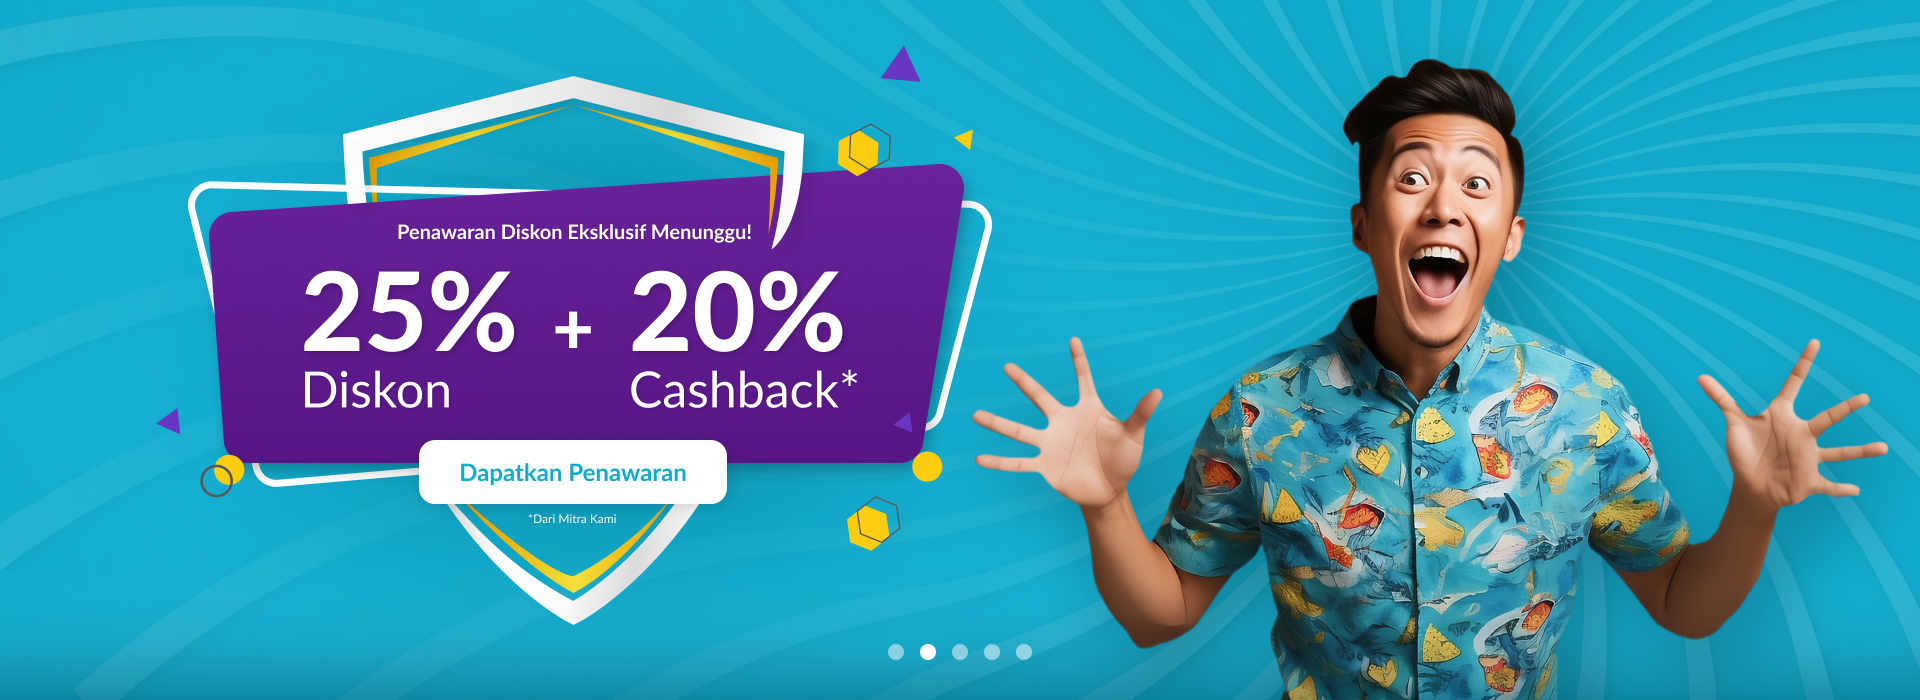 Penawaran Diskon Eksklusif Menunggu!
25% + 20%
Diskon Cashback*
Dapatkan Penawaran
*Dari Mitra Kami